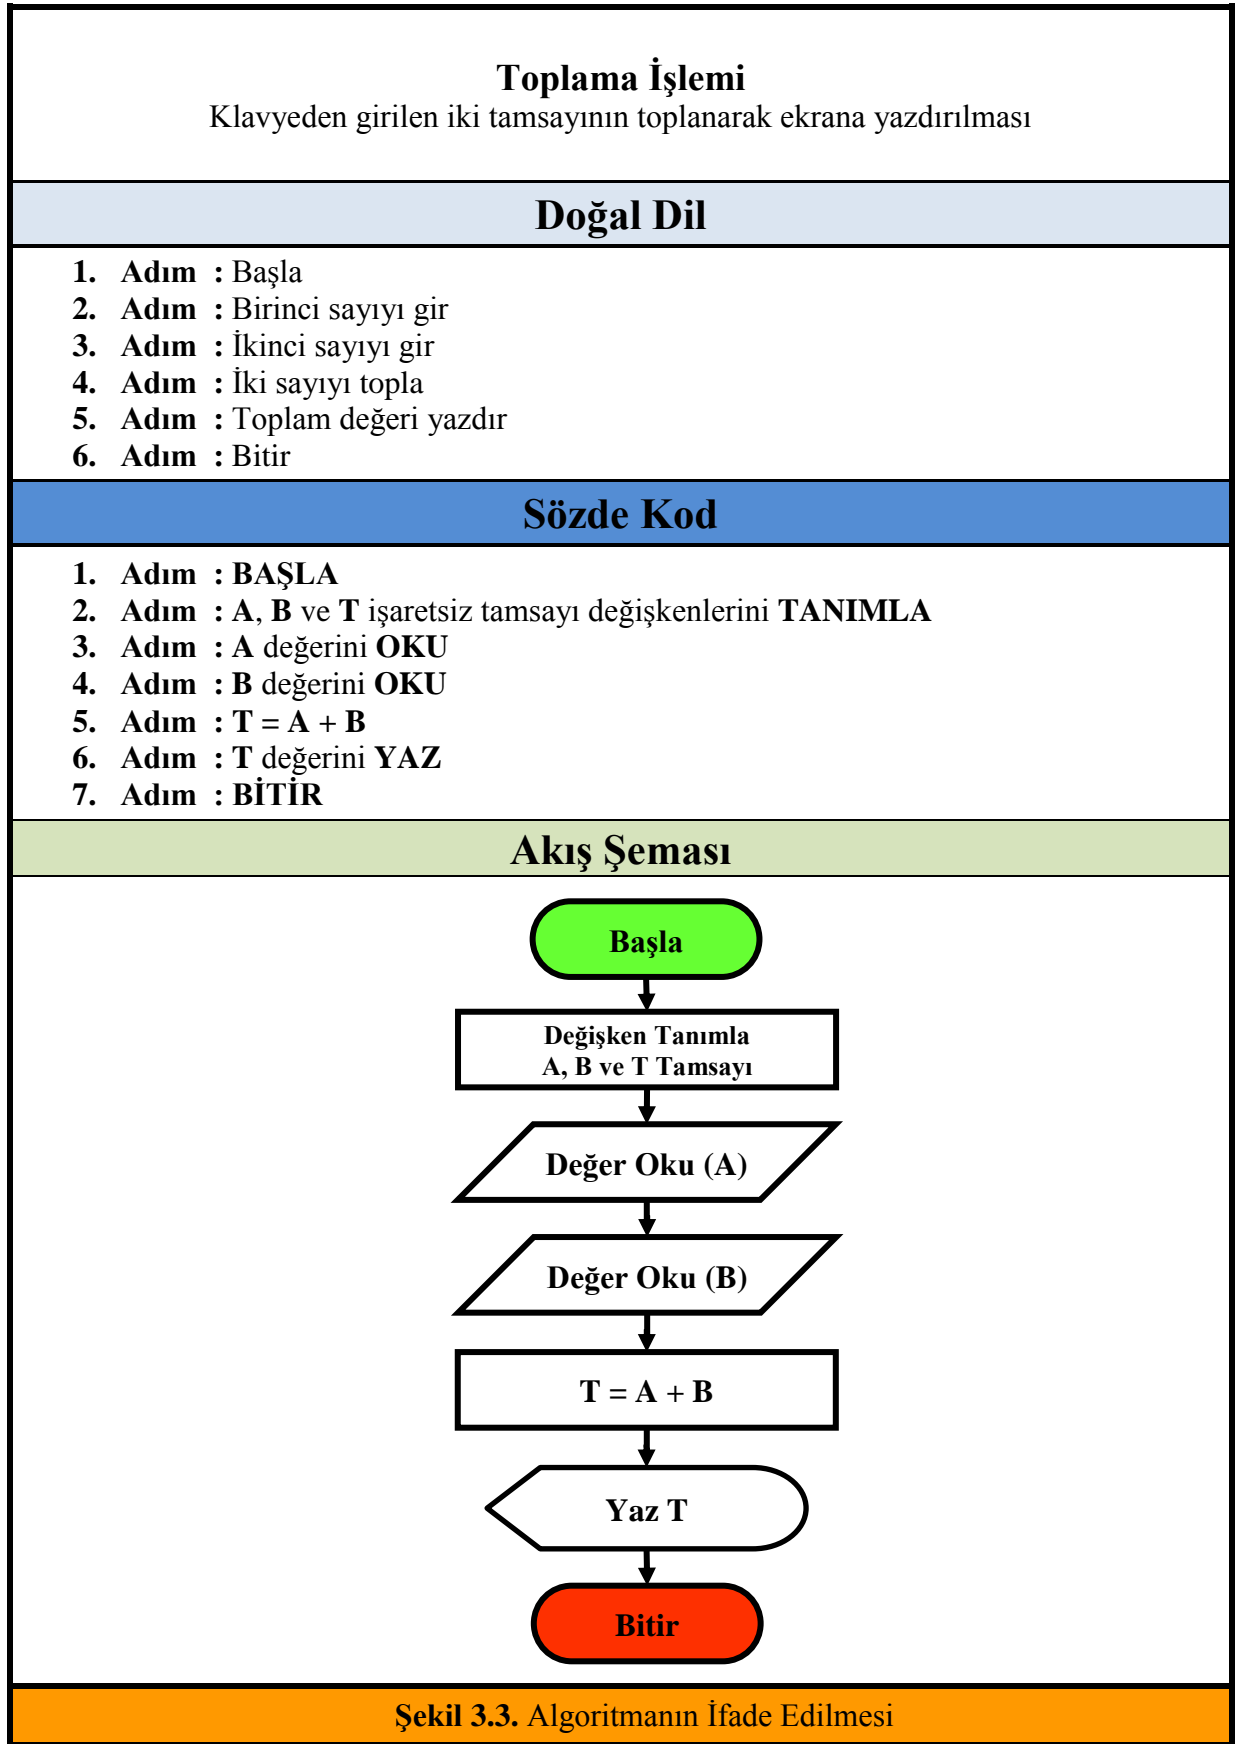 Toplama İşlemi
Klavyeden girilen iki tamsayının toplanarak ekrana yazdırılması
Doğal Dil
1. Adım : Başla
2. Adım : Birinci sayıyı gir
3. Adım : İkinci sayıyı gir
4. Adım : İki sayıyı topla
5. Adım : Toplam değeri yazdır
6. Adım : Bitir
Sözde Kod
1. Adım : BAŞLA
2. Adım : A, B ve T işaretsiz tamsayı değişkenlerini TANIMLA
3. Adım : A değerini OKU
4. Adım : B değerini OKU
5. Adım : T = A + B
6. Adım : T değerini YAZ
7. Adım : BİTİR
Akış Şeması
Başla
Değişken Tanımla
A, B ve T Tamsayı
Değer Oku (A)
Değer Oku (B)
T = A + B
Yaz T
Bitir
Şekil 3.3. Algoritmanın İfade Edilmesi